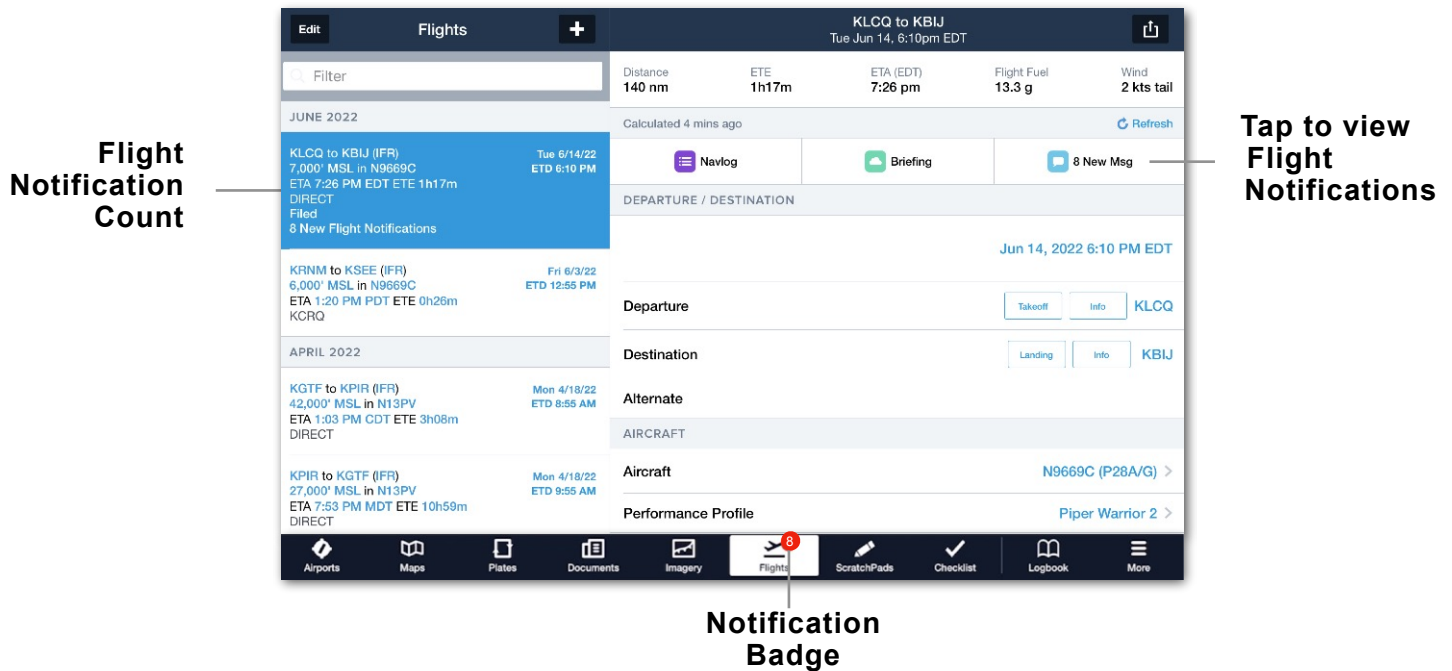 Edit
Flights
+
KLCQ to KBIJ
Tue Jun 14, 6:10pm EDT
Filter
Distance
140 nm
ETE
1h17m
ETA (EDT)
7:26 pm
Flight Fuel
13.3 g
Wind
2 kts tail
JUNE 2022
Calculated 4 mins ago
Refresh
Flight
Notification
Count
KLCQ to KBIJ (IFR)
Tue 6/14/22
7,000' MSL in N9669C
ETD 6:10 PM
ETA 7:26 PM EDT ETE 1h17m
DIRECT
Filed
8 New Flight Notifications
Navlog
Briefing
8 New Msg
Tap to view
Flight
Notifications
DEPARTURE / DESTINATION
Jun 14, 2022 6:10 PM EDT
KRNM to KSEE (IFR)
Fri 6/3/22
6,000' MSL in N9669C
ETD 12:55 PM
ETA 1:20 PM PDT ETE 0h26m
KCRQ
Departure
Takeoff
Info
KLCQ
APRIL 2022
Destination
Landing
Info
KBIJ
KGTF to KPIR (IFR)
Mon 4/18/22
42,000' MSL in N13PV
ETD 8:55 AM
ETA 1:03 PM CDT ETE 3h08m
DIRECT
Alternate
AIRCRAFT
KPIR to KGTF (IFR)
Mon 4/18/22
27,000' MSL in N13PV
ETD 9:55 AM
ETA 7:53 PM MDT ETE 10h59m
DIRECT
Aircraft
N9669C (P28A/G) >
Performance Profile
Piper Warrior 2 >
8
Airports
Maps
Plates
Documents
Imagery
Flights
ScratchPads
Checklist
Logbook
More
Notification
Badge